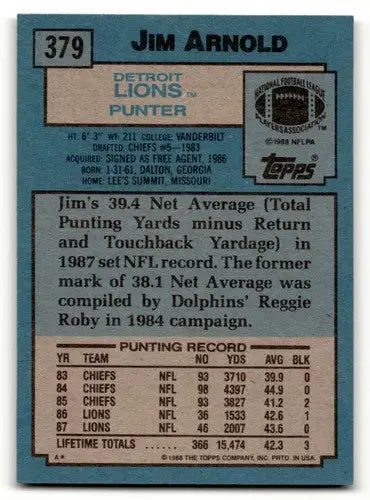 379
JIM ARNOLD
DETROIT
LIONS™
PUNTER
NATIONAL FOOTBALL LEAGUE
PLAYERS ASSOCIATION
©1988 NFLPA
Topps®
HT: 6' 3" WT: 211 COLLEGE: VANDERBILT
DRAFTED: CHIEFS #5-1983
ACQUIRED: SIGNED AS FREE AGENT, 1986
BORN: 1-31-61, DALTON, GEORGIA
HOME: LEE'S SUMMIT, MISSOURI
Jim's 39.4 Net Average (Total
Punting Yards minus Return
and Touchback Yardage) in
1987 set NFL record. The former
mark of 38.1 Net Average was
compiled by Dolphins' Reggie
Roby in 1984 campaign.
PUNTING RECORD
YR TEAM NO YDS AVG BLK
83 CHIEFS NFL 93 3710 39.9 0
84 CHIEFS NFL 98 4397 44.9 0
85 CHIEFS NFL 93 3827 41.2 2
86 LIONS NFL 36 1533 42.6 1
87 LIONS NFL 46 2007 43.6 0
LIFETIME TOTALS ...... 366 15,474 42.3 3
A* ©1988 THE TOPPS COMPANY, INC. PRTD. IN USA.